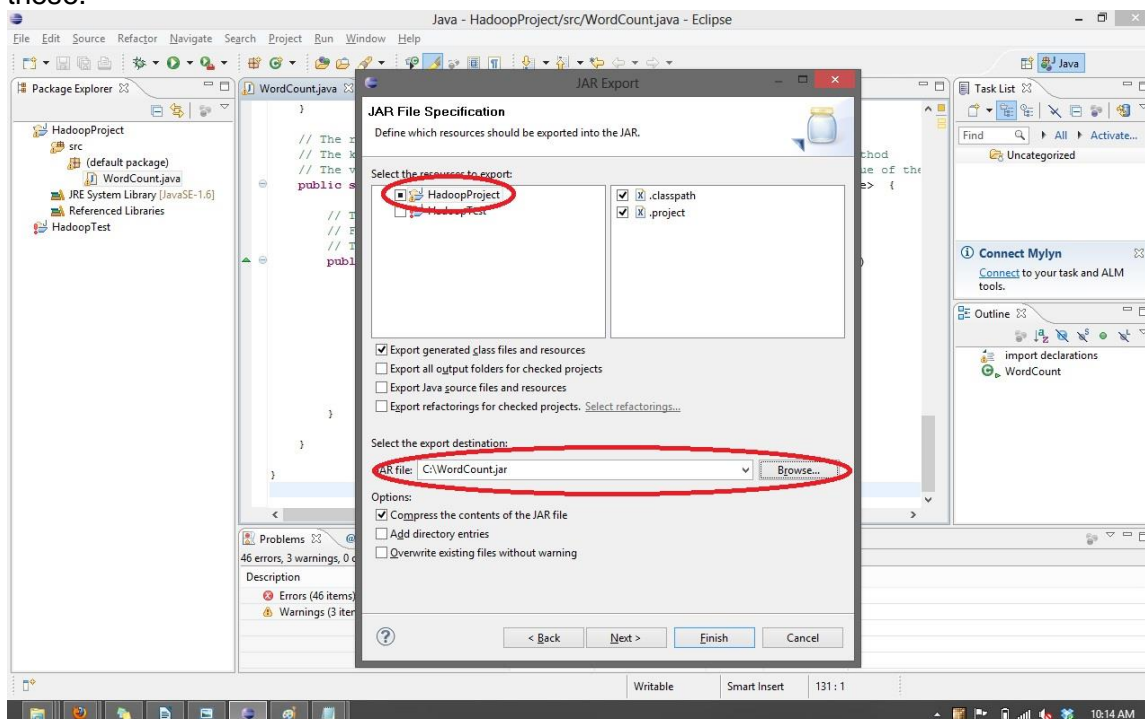 these.
Java - HadoopProject/src/WordCount.java - Eclipse
File Edit Source Refactor Navigate Search Project Run Window Help
Java
Package Explorer
HadoopProject
src
(default package)
WordCount.java
JRE System Library [JavaSE-1.6]
Referenced Libraries
HadoopTest
WordCount.java
}
// The
// The
// The
public
//
//
//
publ
}
}
}
thod
ue of the
e> {
)
JAR Export
JAR File Specification
Define which resources should be exported into the JAR.
Select the resources to export:
HadoopProject
HadoopTest
.classpath
.project
Export generated class files and resources
Export all output folders for checked projects
Export Java source files and resources
Export refactorings for checked projects. Select refactorings...
Select the export destination:
JAR file: C:\WordCount.jar Browse...
Options:
Compress the contents of the JAR file
Add directory entries
Overwrite existing files without warning
< Back Next > Finish Cancel
Task List
Find All Activate...
Uncategorized
Connect Mylyn
Connect to your task and ALM
tools.
Outline
import declarations
WordCount
Problems @
46 errors, 3 warnings, 0
Description
Errors (46 items)
Warnings (3 iter
Writable Smart Insert 131 : 1
10:14 AM